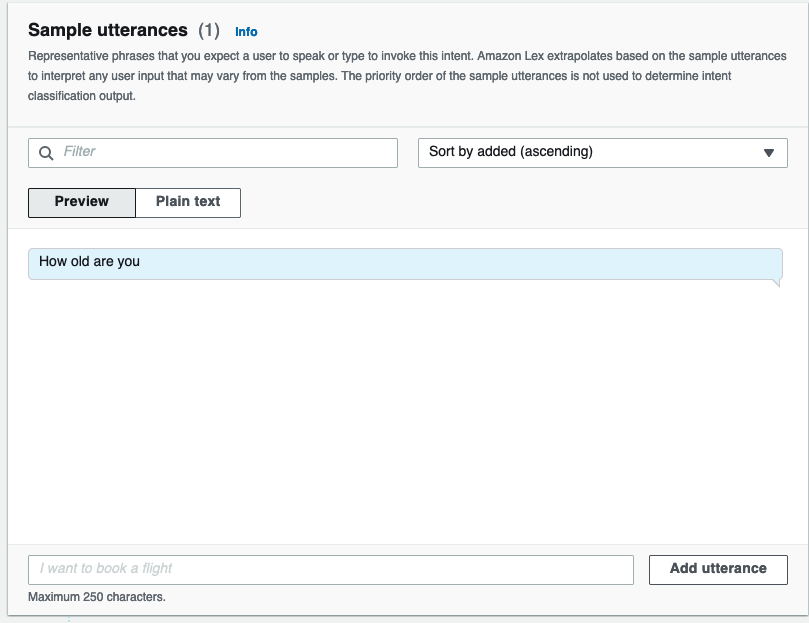 Sample utterances (1) Info
Representative phrases that you expect a user to speak or type to invoke this intent. Amazon Lex extrapolates based on the sample utterances
to interpret any user input that may vary from the samples. The priority order of the sample utterances is not used to determine intent
classification output.
Filter
Sort by added (ascending)
Preview
Plain text
How old are you
I want to book a flight
Add utterance
Maximum 250 characters.